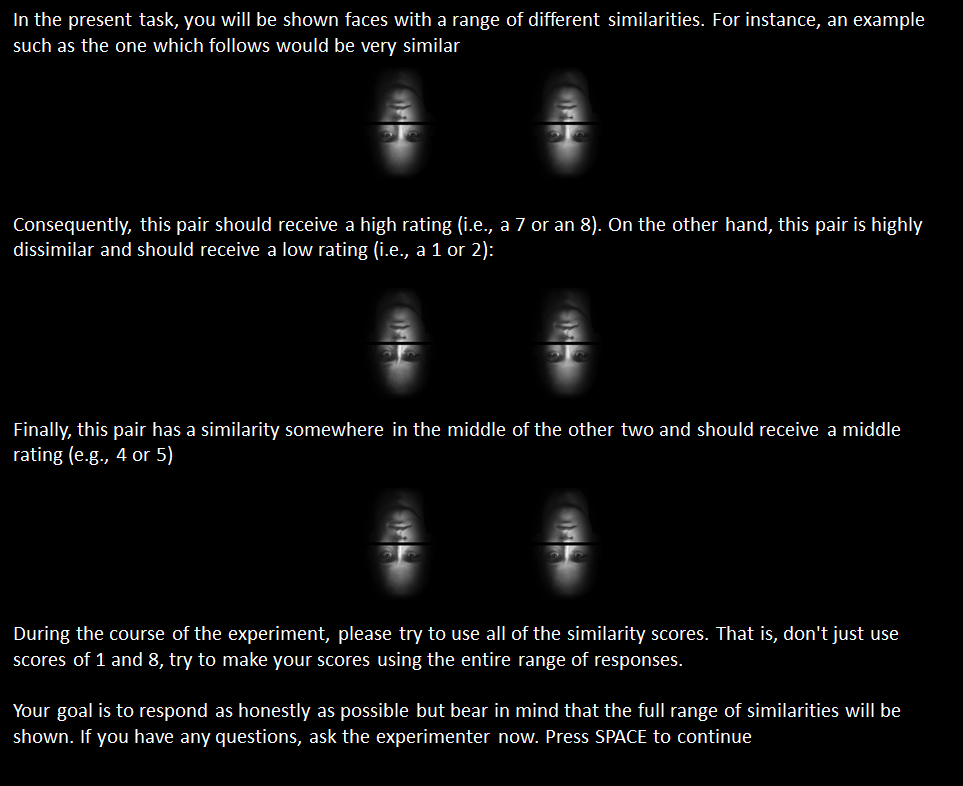 In the present task, you will be shown faces with a range of different similarities. For instance, an example
such as the one which follows would be very similar
Consequently, this pair should receive a high rating (i.e., a 7 or an 8). On the other hand, this pair is highly
dissimilar and should receive a low rating (i.e., a 1 or 2):
Finally, this pair has a similarity somewhere in the middle of the other two and should receive a middle
rating (e.g., 4 or 5)
During the course of the experiment, please try to use all of the similarity scores. That is, don't just use
scores of 1 and 8, try to make your scores using the entire range of responses.
Your goal is to respond as honestly as possible but bear in mind that the full range of similarities will be
shown. If you have any questions, ask the experimenter now. Press SPACE to continue